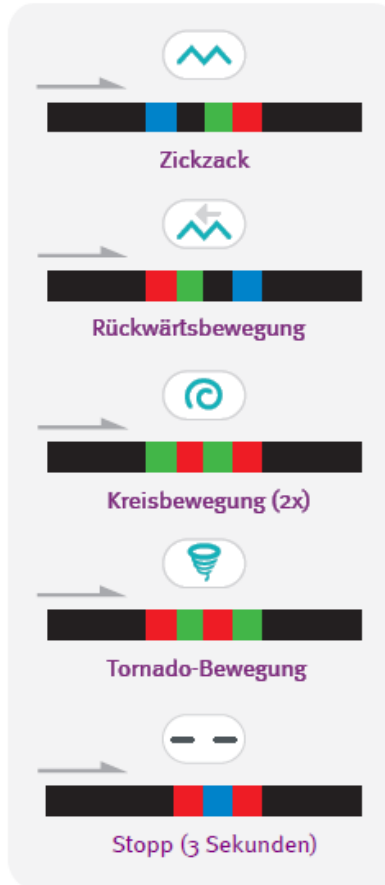 Zickzack
Rückwärtsbewegung
Kreisbewegung (2x)
Tornado-Bewegung
Stopp (3 Sekunden)